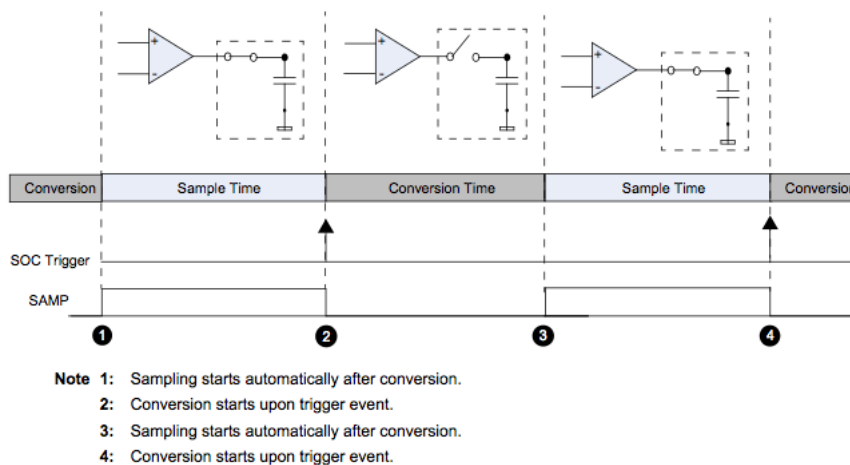 +
-
+
-
+
-
Conversion
Sample Time
Conversion Time
Sample Time
Conversion
SOC Trigger
SAMP
1
2
3
4
Note 1: Sampling starts automatically after conversion.
2: Conversion starts upon trigger event.
3: Sampling starts automatically after conversion.
4: Conversion starts upon trigger event.